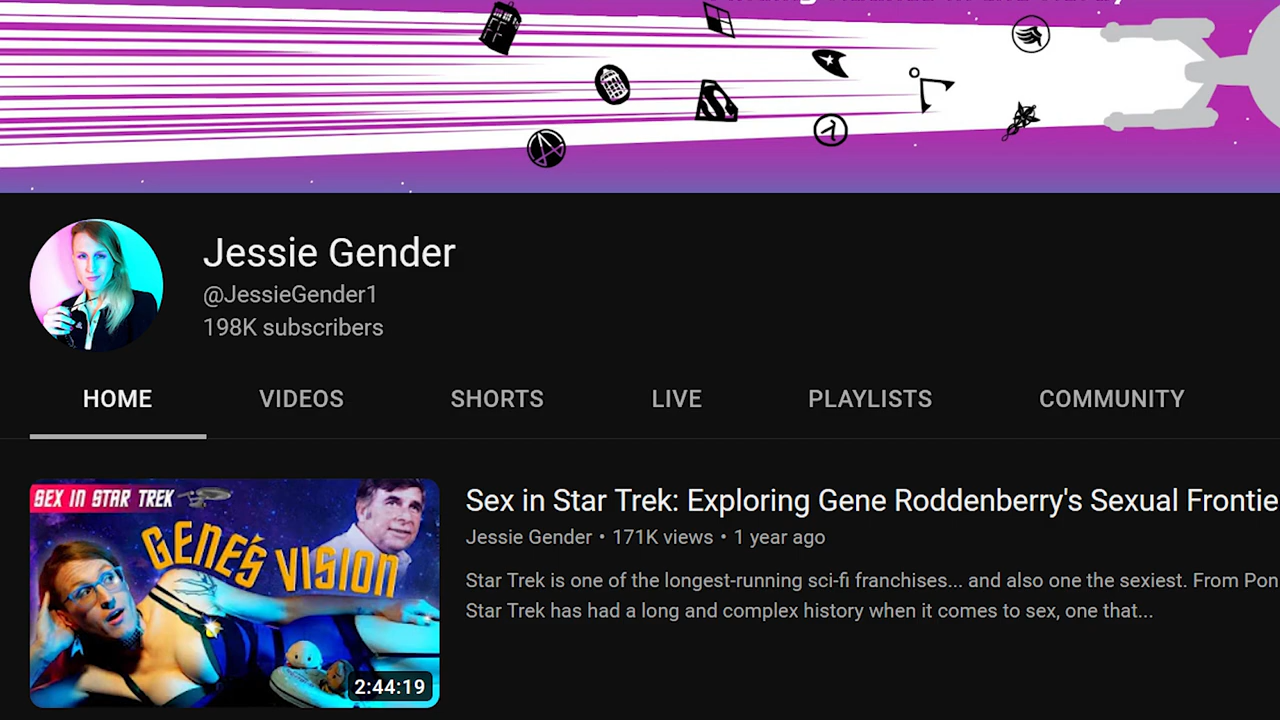 Jessie Gender
@JessieGender1
198K subscribers
HOME VIDEOS SHORTS LIVE PLAYLISTS COMMUNITY
SEX IN STAR TREK
GENE'S VISION
2:44:19
Sex in Star Trek: Exploring Gene Roddenberry's Sexual Frontie
Jessie Gender • 171K views • 1 year ago
Star Trek is one of the longest-running sci-fi franchises... and also one the sexiest. From Pon
Star Trek has had a long and complex history when it comes to sex, one that...